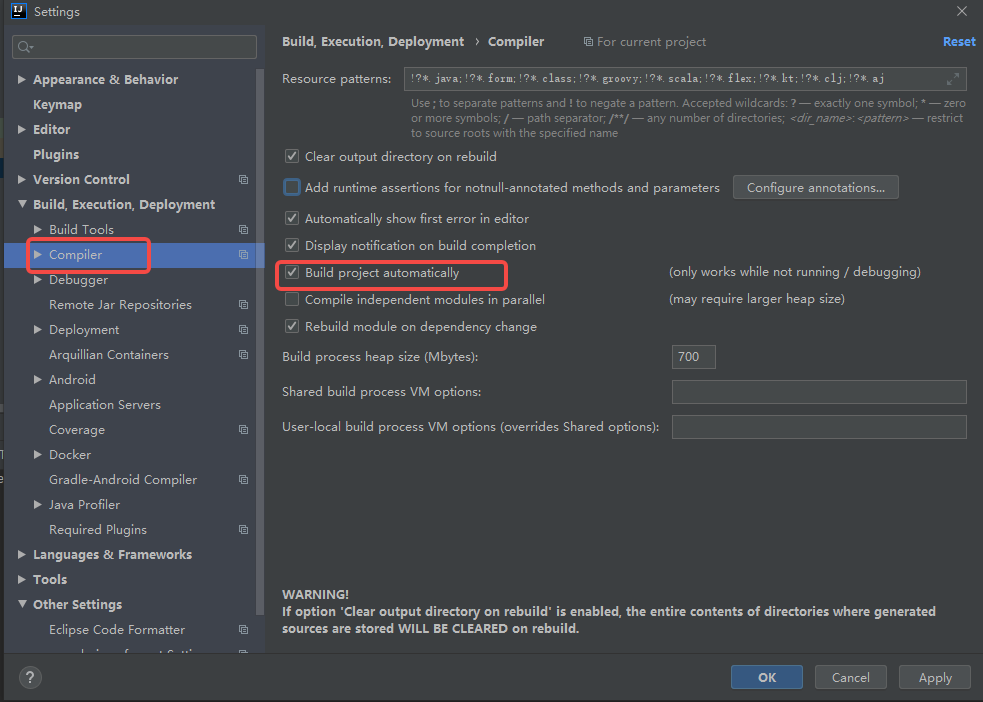 Settings
Appearance & Behavior
Keymap
Editor
Plugins
Version Control
Build, Execution, Deployment
Build Tools
Compiler
Debugger
Remote Jar Repositories
Deployment
Arquillian Containers
Android
Application Servers
Coverage
Docker
Gradle-Android Compiler
Java Profiler
Required Plugins
Languages & Frameworks
Tools
Other Settings
Eclipse Code Formatter
Build, Execution, Deployment › Compiler For current project Reset
Resource patterns: !?*.java;!?*.form;!?*.class;!?*.groovy;!?*.scala;!?*.flex;!?*.kt;!?*.clj;!?*.aj
Use ; to separate patterns and ! to negate a pattern. Accepted wildcards: ? — exactly one symbol; * — zero
or more symbols; / — path separator; /**/ — any number of directories; <dir_name>:<pattern> — restrict
to source roots with the specified name
Clear output directory on rebuild
Add runtime assertions for notnull-annotated methods and parameters Configure annotations...
Automatically show first error in editor
Display notification on build completion
Build project automatically (only works while not running / debugging)
Compile independent modules in parallel (may require larger heap size)
Rebuild module on dependency change
Build process heap size (Mbytes): 700
Shared build process VM options:
User-local build process VM options (overrides Shared options):
WARNING!
If option 'Clear output directory on rebuild' is enabled, the entire contents of directories where generated
sources are stored WILL BE CLEARED on rebuild.
? OK Cancel Apply